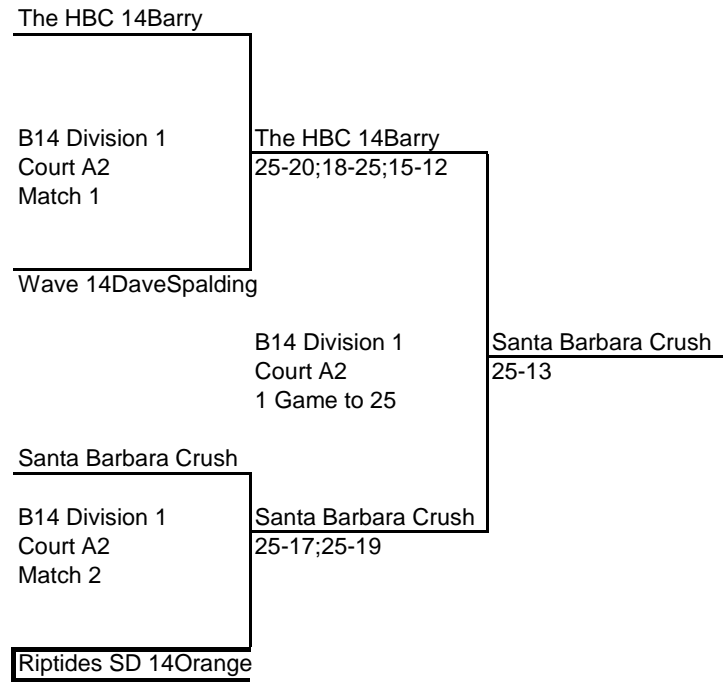 The HBC 14Barry
B14 Division 1
Court A2
Match 1
The HBC 14Barry
25-20;18-25;15-12
Wave 14DaveSpalding
B14 Division 1
Court A2
1 Game to 25
Santa Barbara Crush
25-13
Santa Barbara Crush
B14 Division 1
Court A2
Match 2
Santa Barbara Crush
25-17;25-19
Riptides SD 14Orange